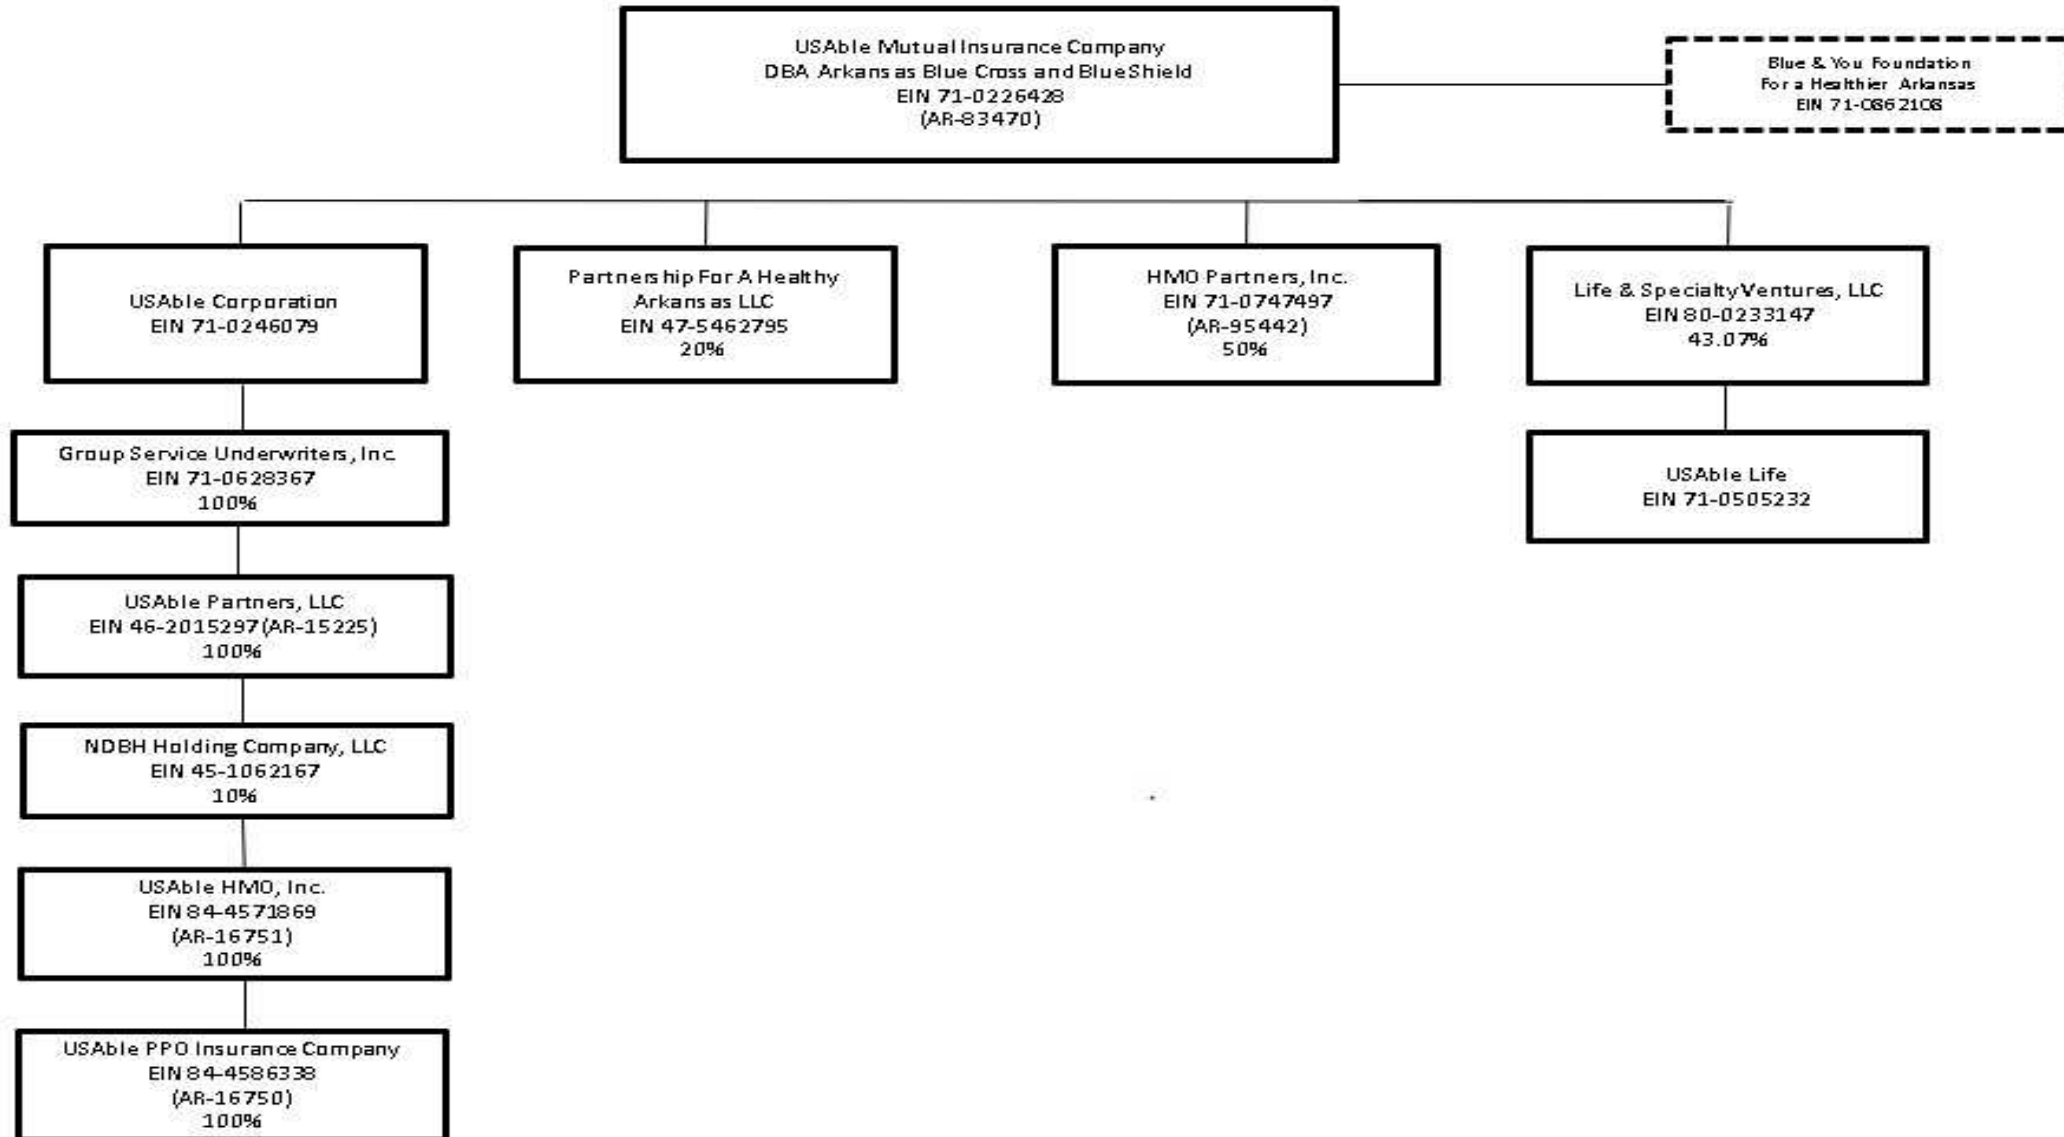 USAble Mutual Insurance Company
DBA Arkansas Blue Cross and Blue Shield
EIN 71-0226428
(AR-83470)
Blue & You Foundation
For a Healthier Arkansas
EIN 71-0862108
USAble Corporation
EIN 71-0246079
Partnership For A Healthy
Arkansas LLC
EIN 47-5462795
20%
HMO Partners, Inc.
EIN 71-0747497
(AR-95442)
50%
Life & Specialty Ventures, LLC
EIN 80-0233147
43.07%
Group Service Underwriters, Inc.
EIN 71-0628367
100%
USAble Life
EIN 71-0505232
USAble Partners, LLC
EIN 46-2015297 (AR-15225)
100%
NDBH Holding Company, LLC
EIN 45-1062167
10%
USAble HMO, Inc.
EIN 84-4571869
(AR-16751)
100%
USAble PPO Insurance Company
EIN 84-4586338
(AR-16750)
100%